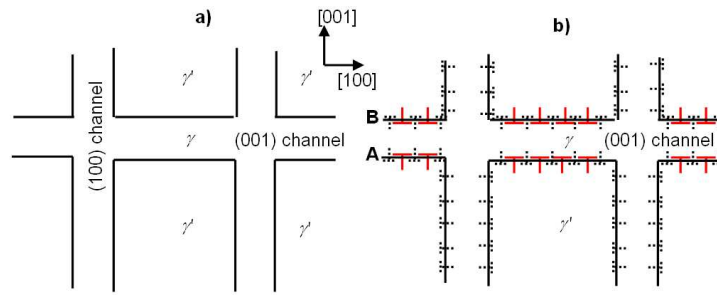 a)
[001]
[100]
γ'
γ'
(100) channel
γ
(001) channel
γ'
γ'
b)
B
γ
(001) channel
A
γ'